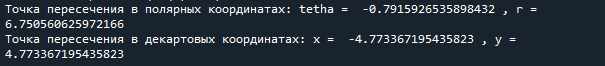 Точка пересечения в полярных координатах: tetha =  -0.7915926535898432 , r =
6.750560625972166
Точка пересечения в декартовых координатах: x =  -4.773367195435823 , y =
4.773367195435823